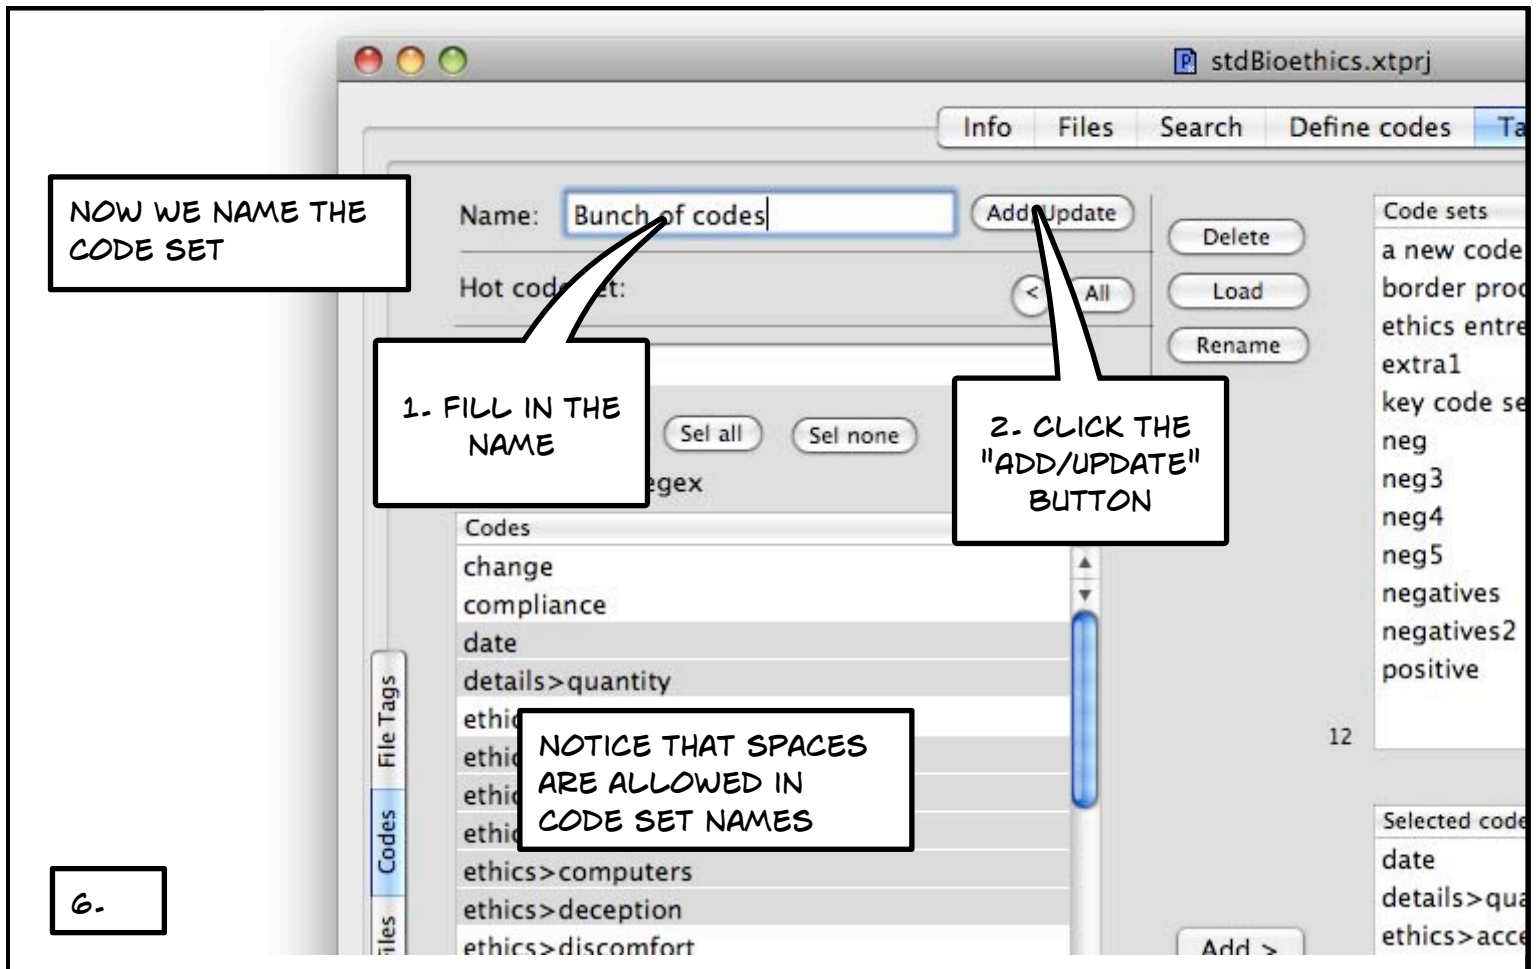 stdBioethics.xtprj
Info Files Search Define codes Ta
NOW WE NAME THE
CODE SET
Name: Bunch of codes Add/Update
Hot code set:
< All
Delete
Load
Rename
1. FILL IN THE
NAME
2. CLICK THE
"ADD/UPDATE"
BUTTON
Sel all Sel none
egex
Codes
change
compliance
date
details>quantity
ethic
ethic
ethic
ethic
ethics>computers
ethics>deception
ethics>discomfort
NOTICE THAT SPACES
ARE ALLOWED IN
CODE SET NAMES
File Tags
Codes
iles
Code sets
a new code
border proc
ethics entre
extra1
key code se
neg
neg3
neg4
neg5
negatives
negatives2
positive
12
Selected code
date
details>qua
ethics>acce
Add >
6.